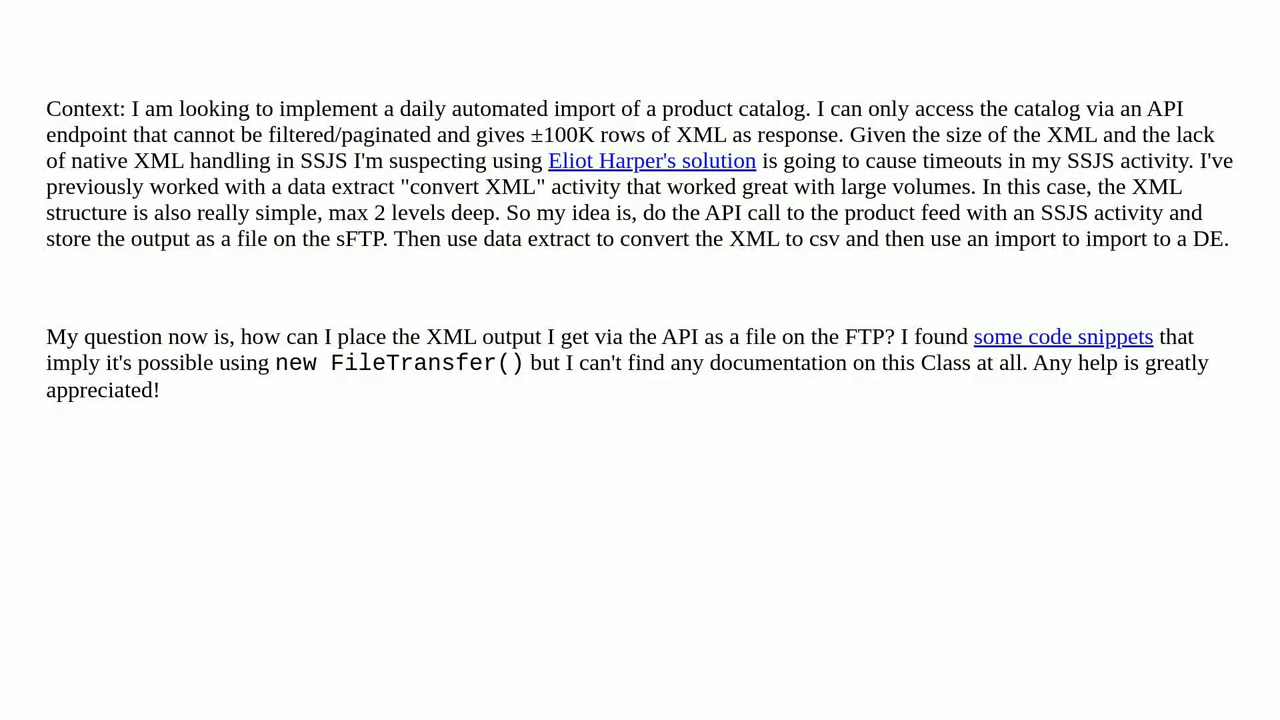 Context: I am looking to implement a daily automated import of a product catalog. I can only access the catalog via an API
endpoint that cannot be filtered/paginated and gives ±100K rows of XML as response. Given the size of the XML and the lack
of native XML handling in SSJS I'm suspecting using Eliot Harper's solution is going to cause timeouts in my SSJS activity. I've
previously worked with a data extract "convert XML" activity that worked great with large volumes. In this case, the XML
structure is also really simple, max 2 levels deep. So my idea is, do the API call to the product feed with an SSJS activity and
store the output as a file on the sFTP. Then use data extract to convert the XML to csv and then use an import to import to a DE.
My question now is, how can I place the XML output I get via the API as a file on the FTP? I found some code snippets that
imply it's possible using new FileTransfer() but I can't find any documentation on this Class at all. Any help is greatly
appreciated!